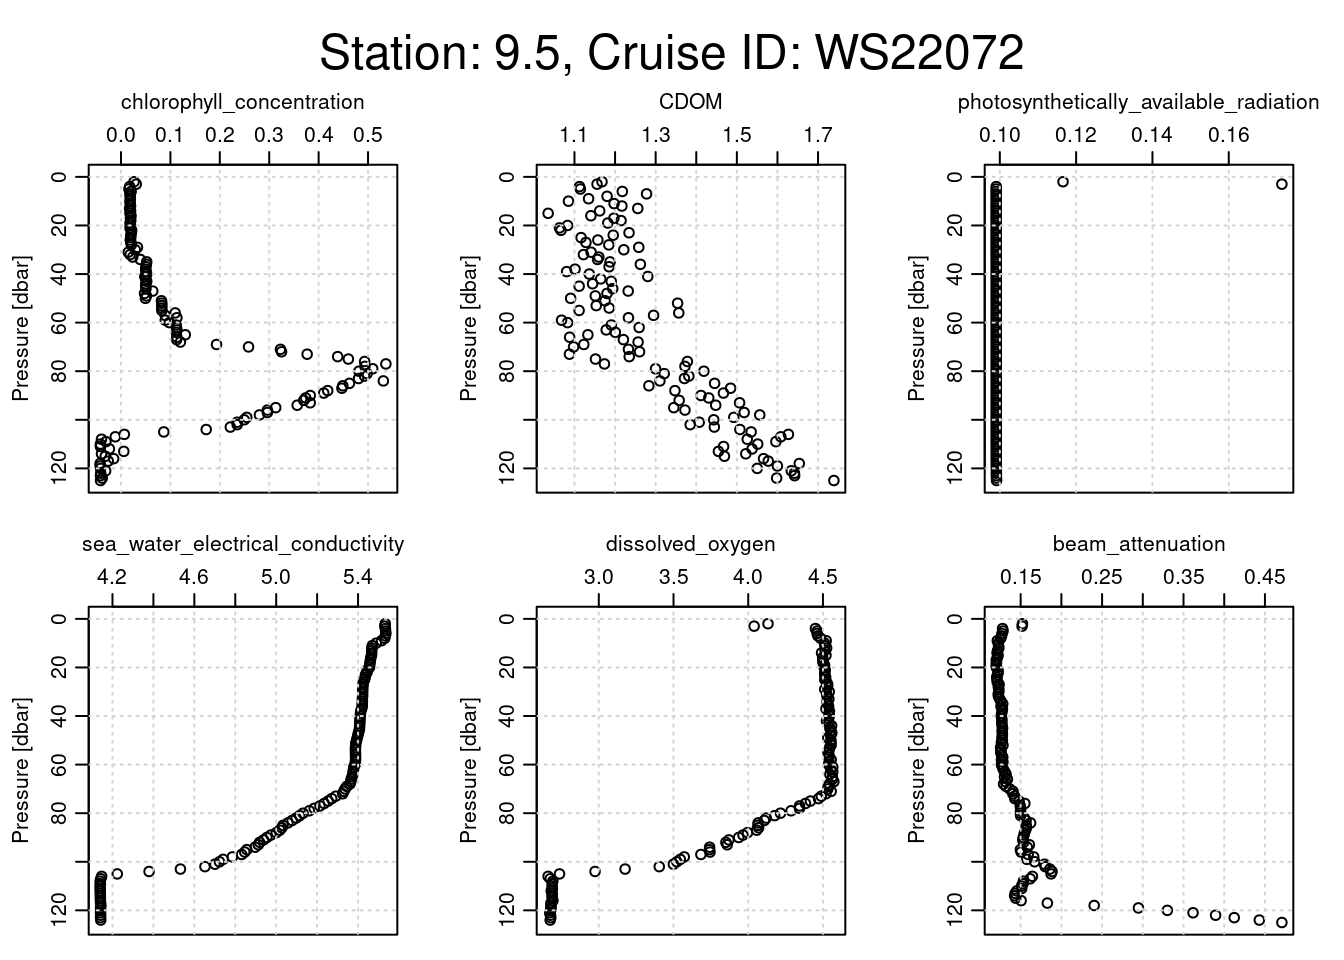 Station: 9.5, Cruise ID: WS22072
chlorophyll_concentration
0.0 0.1 0.2 0.3 0.4 0.5
Pressure [dbar]
0
20
40
60
80
120
CDOM
1.1 1.3 1.5 1.7
Pressure [dbar]
0
20
40
60
80
120
photosynthetically_available_radiation
0.10 0.12 0.14 0.16
Pressure [dbar]
0
20
40
60
80
120
sea_water_electrical_conductivity
4.2 4.6 5.0 5.4
Pressure [dbar]
0
20
40
60
80
120
dissolved_oxygen
3.0 3.5 4.0 4.5
Pressure [dbar]
0
20
40
60
80
120
beam_attenuation
0.15 0.25 0.35 0.45
Pressure [dbar]
0
20
40
60
80
120